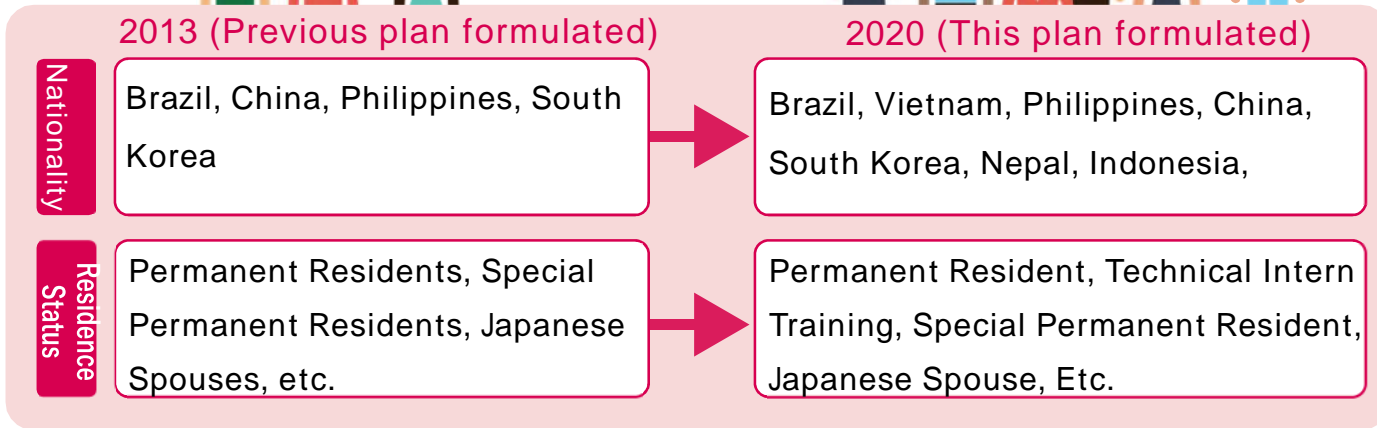 2013 (Previous plan formulated)
2020 (This plan formulated)
Nationality
Brazil, China, Philippines, South
Korea
Brazil, Vietnam, Philippines, China,
South Korea, Nepal, Indonesia,
Residence
Status
Permanent Residents, Special
Permanent Residents, Japanese
Spouses, etc.
Permanent Resident, Technical Intern
Training, Special Permanent Resident,
Japanese Spouse, Etc.